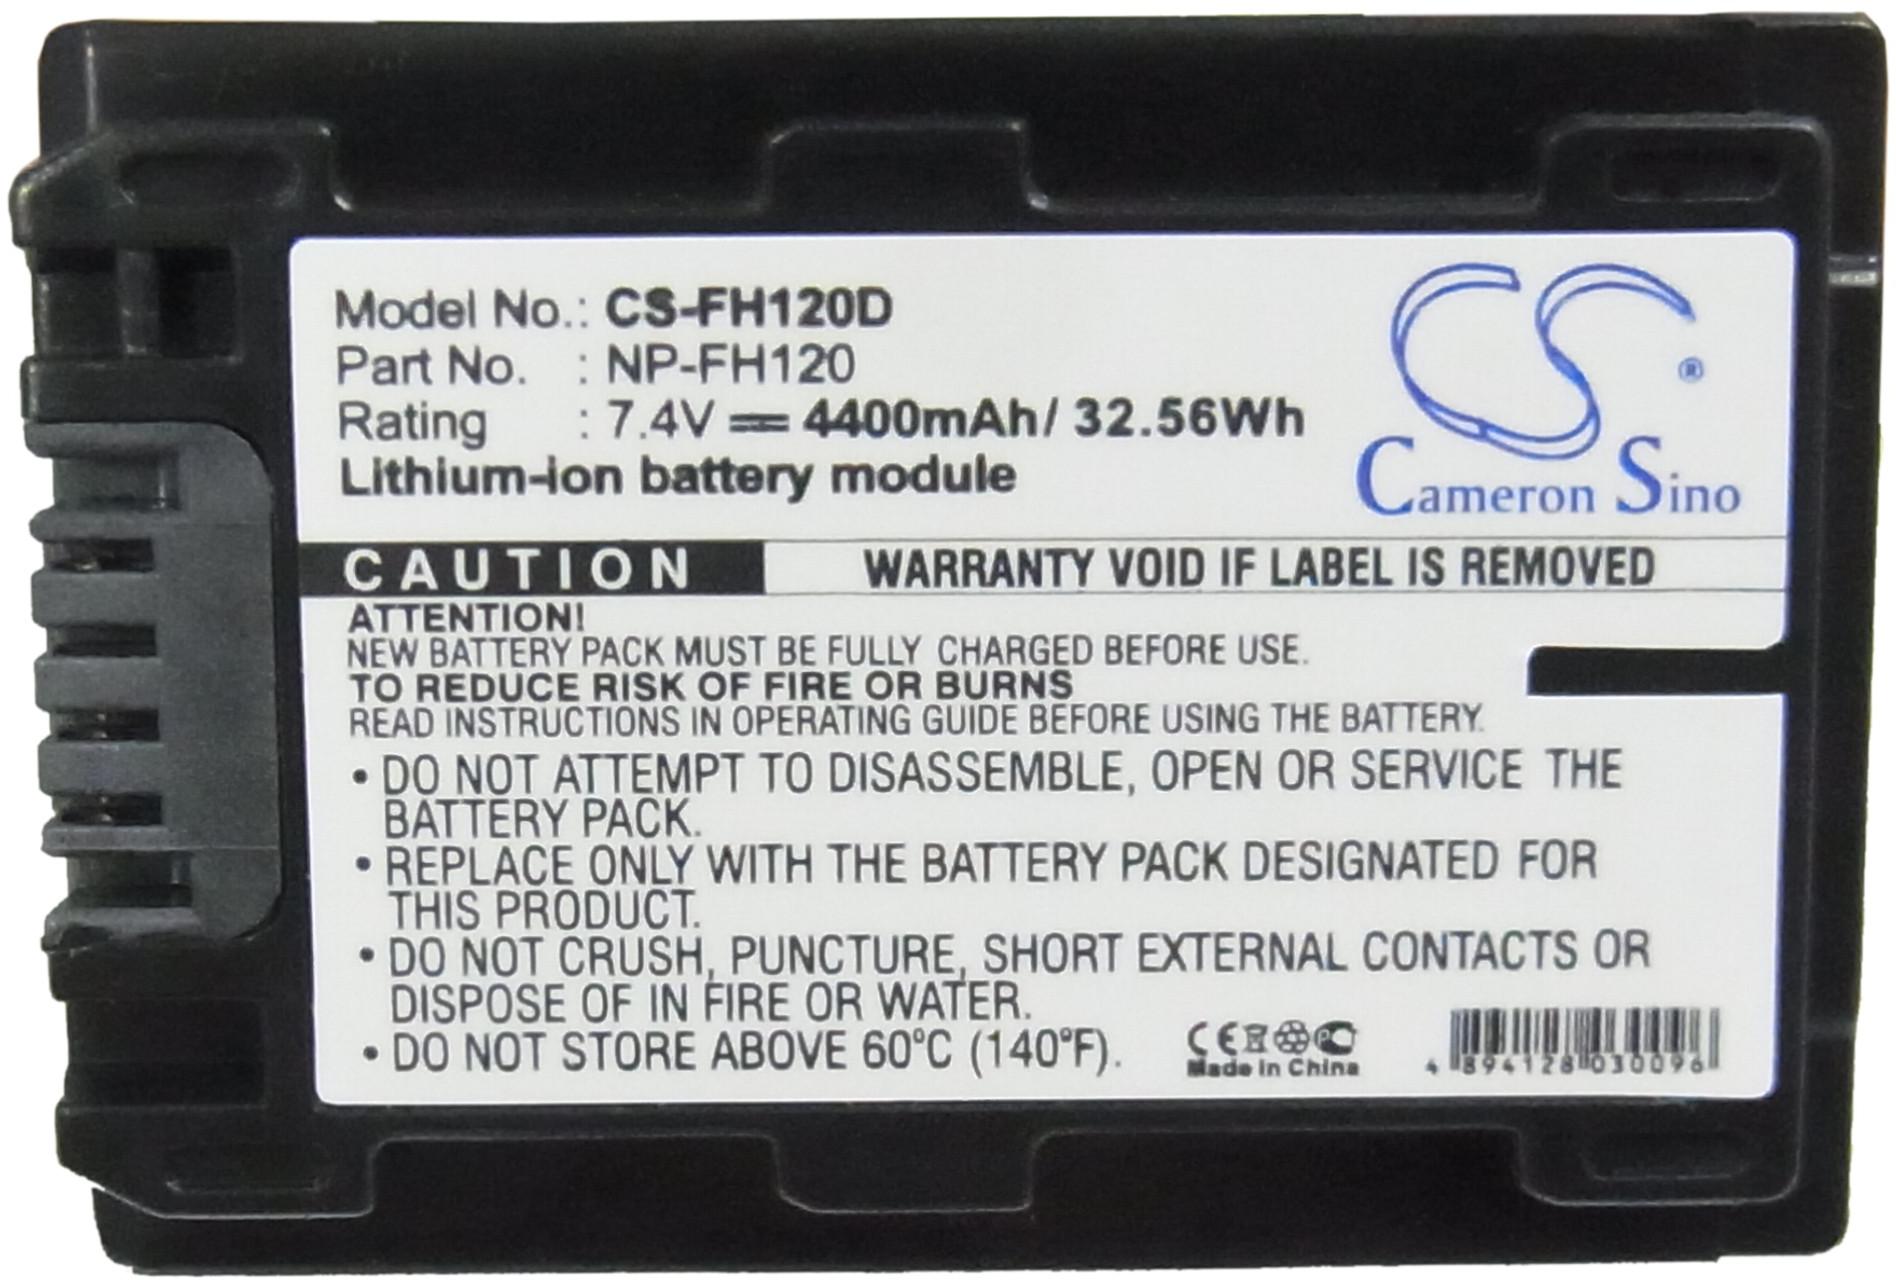 Model No.: CS-FH120D
Part No. : NP-FH120
Rating : 7.4V 4400mAh/ 32.56Wh
Lithium-ion battery module
CS
®
Cameron Sino
CAUTION
WARRANTY VOID IF LABEL IS REMOVED
ATTENTION!
NEW BATTERY PACK MUST BE FULLY CHARGED BEFORE USE.
TO REDUCE RISK OF FIRE OR BURNS
READ INSTRUCTIONS IN OPERATING GUIDE BEFORE USING THE BATTERY.
• DO NOT ATTEMPT TO DISASSEMBLE, OPEN OR SERVICE THE
BATTERY PACK.
• REPLACE ONLY WITH THE BATTERY PACK DESIGNATED FOR
THIS PRODUCT.
• DO NOT CRUSH, PUNCTURE, SHORT EXTERNAL CONTACTS OR
DISPOSE OF IN FIRE OR WATER.
• DO NOT STORE ABOVE 60°C (140°F).
CE
Made in China
4 894128 030096